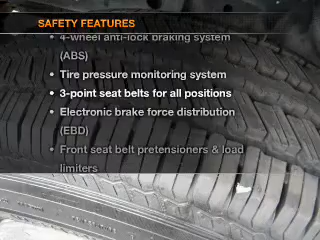 SAFETY FEATURES
• 4-wheel anti-lock braking system
(ABS)
• Tire pressure monitoring system
• 3-point seat belts for all positions
• Electronic brake force distribution
(EBD)
• Front seat belt pretensioners & load
limiters